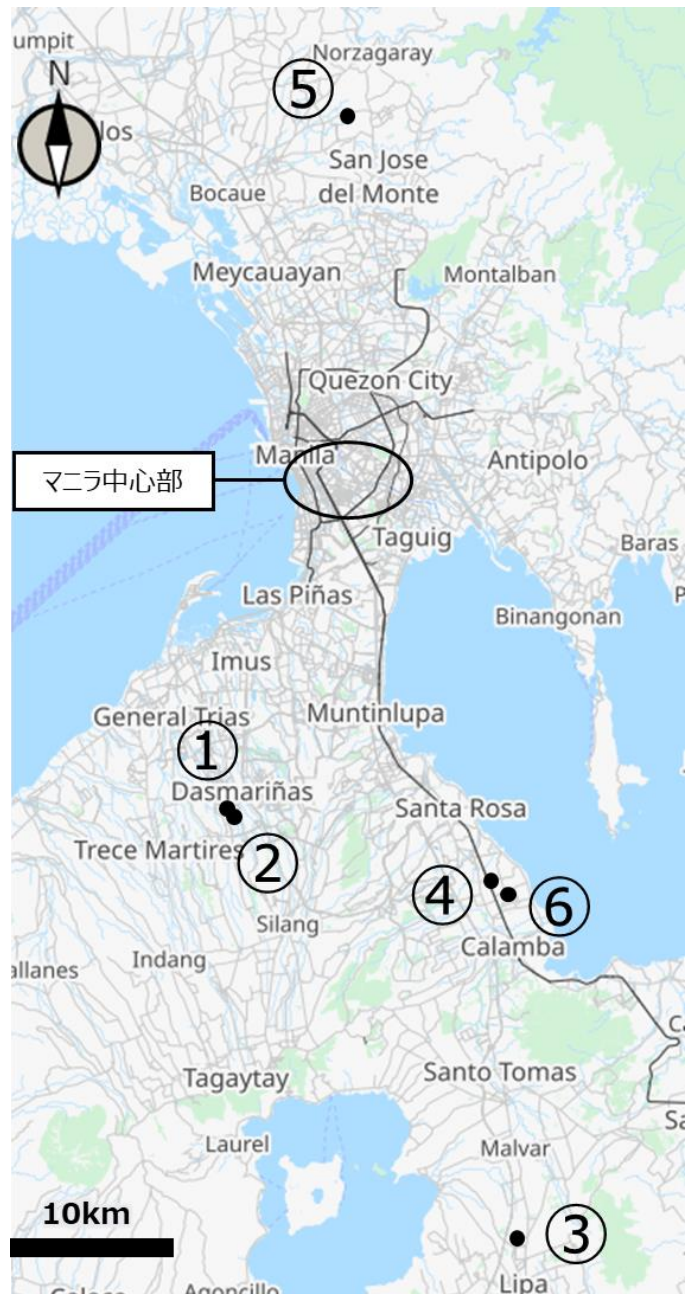 umpit
Norzagaray
N
⑤
los
San Jose
del Monte
Bocaue
Meycauayan
Montalban
Quezon City
Manila
マニラ中心部
Antipolo
Taguig
Baras
Las Piñas
Binangonan
Imus
General Trias
Muntinlupa
①
Dasmariñas
Santa Rosa
Trece Martires
②
④
⑥
Silang
Calamba
allanes
Indang
Tagaytay
Santo Tomas
Sa
Laurel
Malvar
10km
③
Agoncillo
Lipa